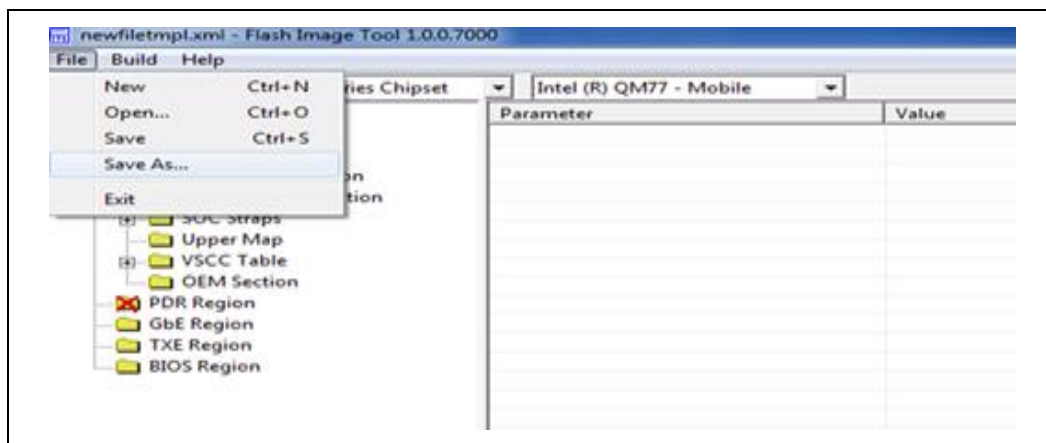 newfiletmpl.xml - Flash Image Tool 1.0.0.7000
File Build Help
New Ctrl+N
Open... Ctrl+O
Save Ctrl+S
Save As...
Exit
ries Chipset
Intel (R) QM77 - Mobile
Parameter Value
on
tion
SOC Straps
Upper Map
VSCC Table
OEM Section
PDR Region
GbE Region
TXE Region
BIOS Region